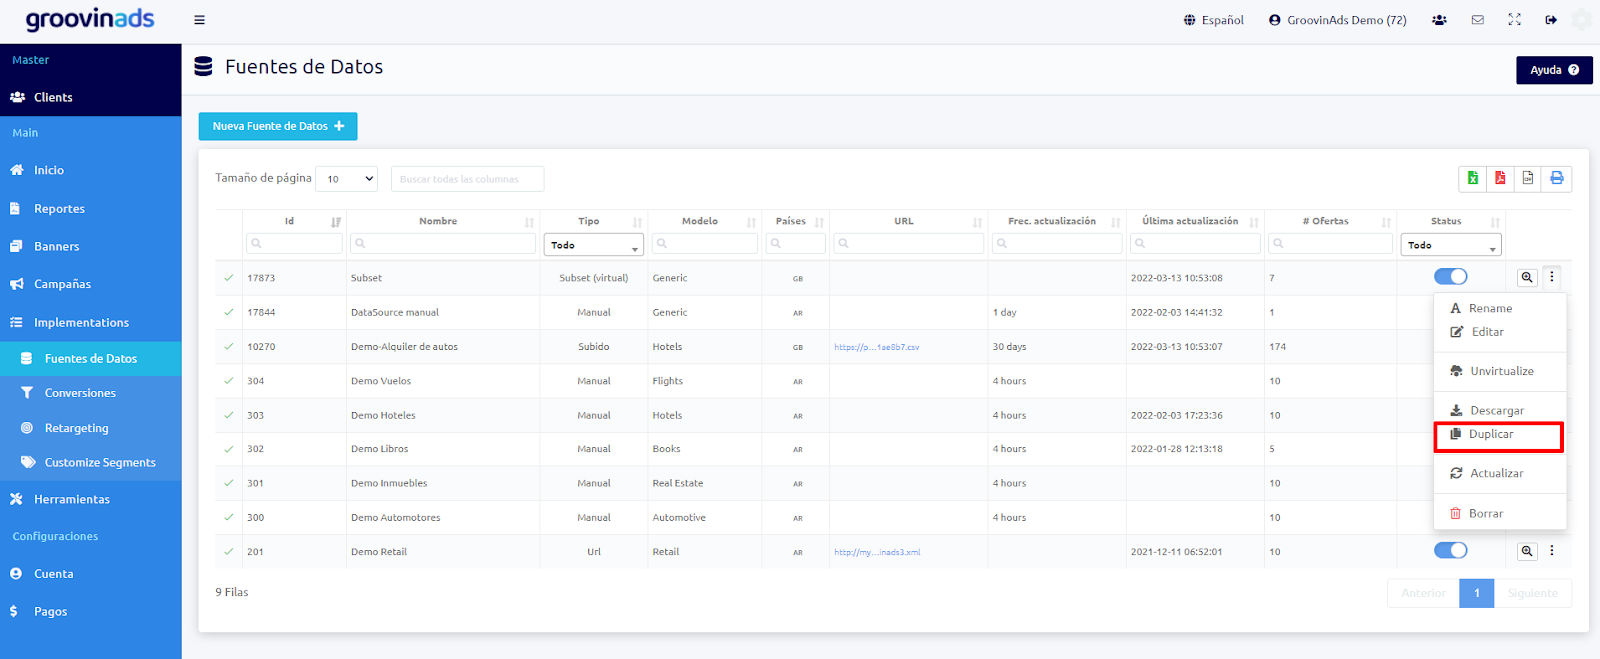 groovinads
Español
GroovinAds Demo (72)
Master
Clients
Main
Inicio
Reportes
Banners
Campañas
Implementations
Fuentes de Datos
Conversiones
Retargeting
Customize Segments
Herramientas
Configuraciones
Cuenta
Pagos
Fuentes de Datos
Ayuda
Nueva Fuente de Datos +
Tamaño de página 10 Buscar todas las columnas
Id Nombre Tipo Modelo Países URL Frec. actualización Última actualización # Ofertas Status
Todo Todo
17873 Subset Subset (virtual) Generic GB 2022-03-13 10:53:08 7
17844 DataSource manual Manual Generic AR 1 day 2022-02-03 14:41:32 1
10270 Demo-Alquiler de autos Subido Hotels GB https://p...1ae8b7.csv 30 days 2022-03-13 10:53:07 174
304 Demo Vuelos Manual Flights AR 4 hours 10
303 Demo Hoteles Manual Hotels AR 4 hours 2022-02-03 17:23:36 10
302 Demo Libros Manual Books AR 2022-01-28 12:13:18 5
301 Demo Inmuebles Manual Real Estate AR 4 hours 10
300 Demo Automotores Manual Automotive AR 4 hours 10
201 Demo Retail Url Retail AR http://my...inads3.xml 2021-12-11 06:52:01 10
Rename
Editar
Unvirtualize
Descargar
Duplicar
Actualizar
Borrar
9 Filas
Anterior 1 Siguiente